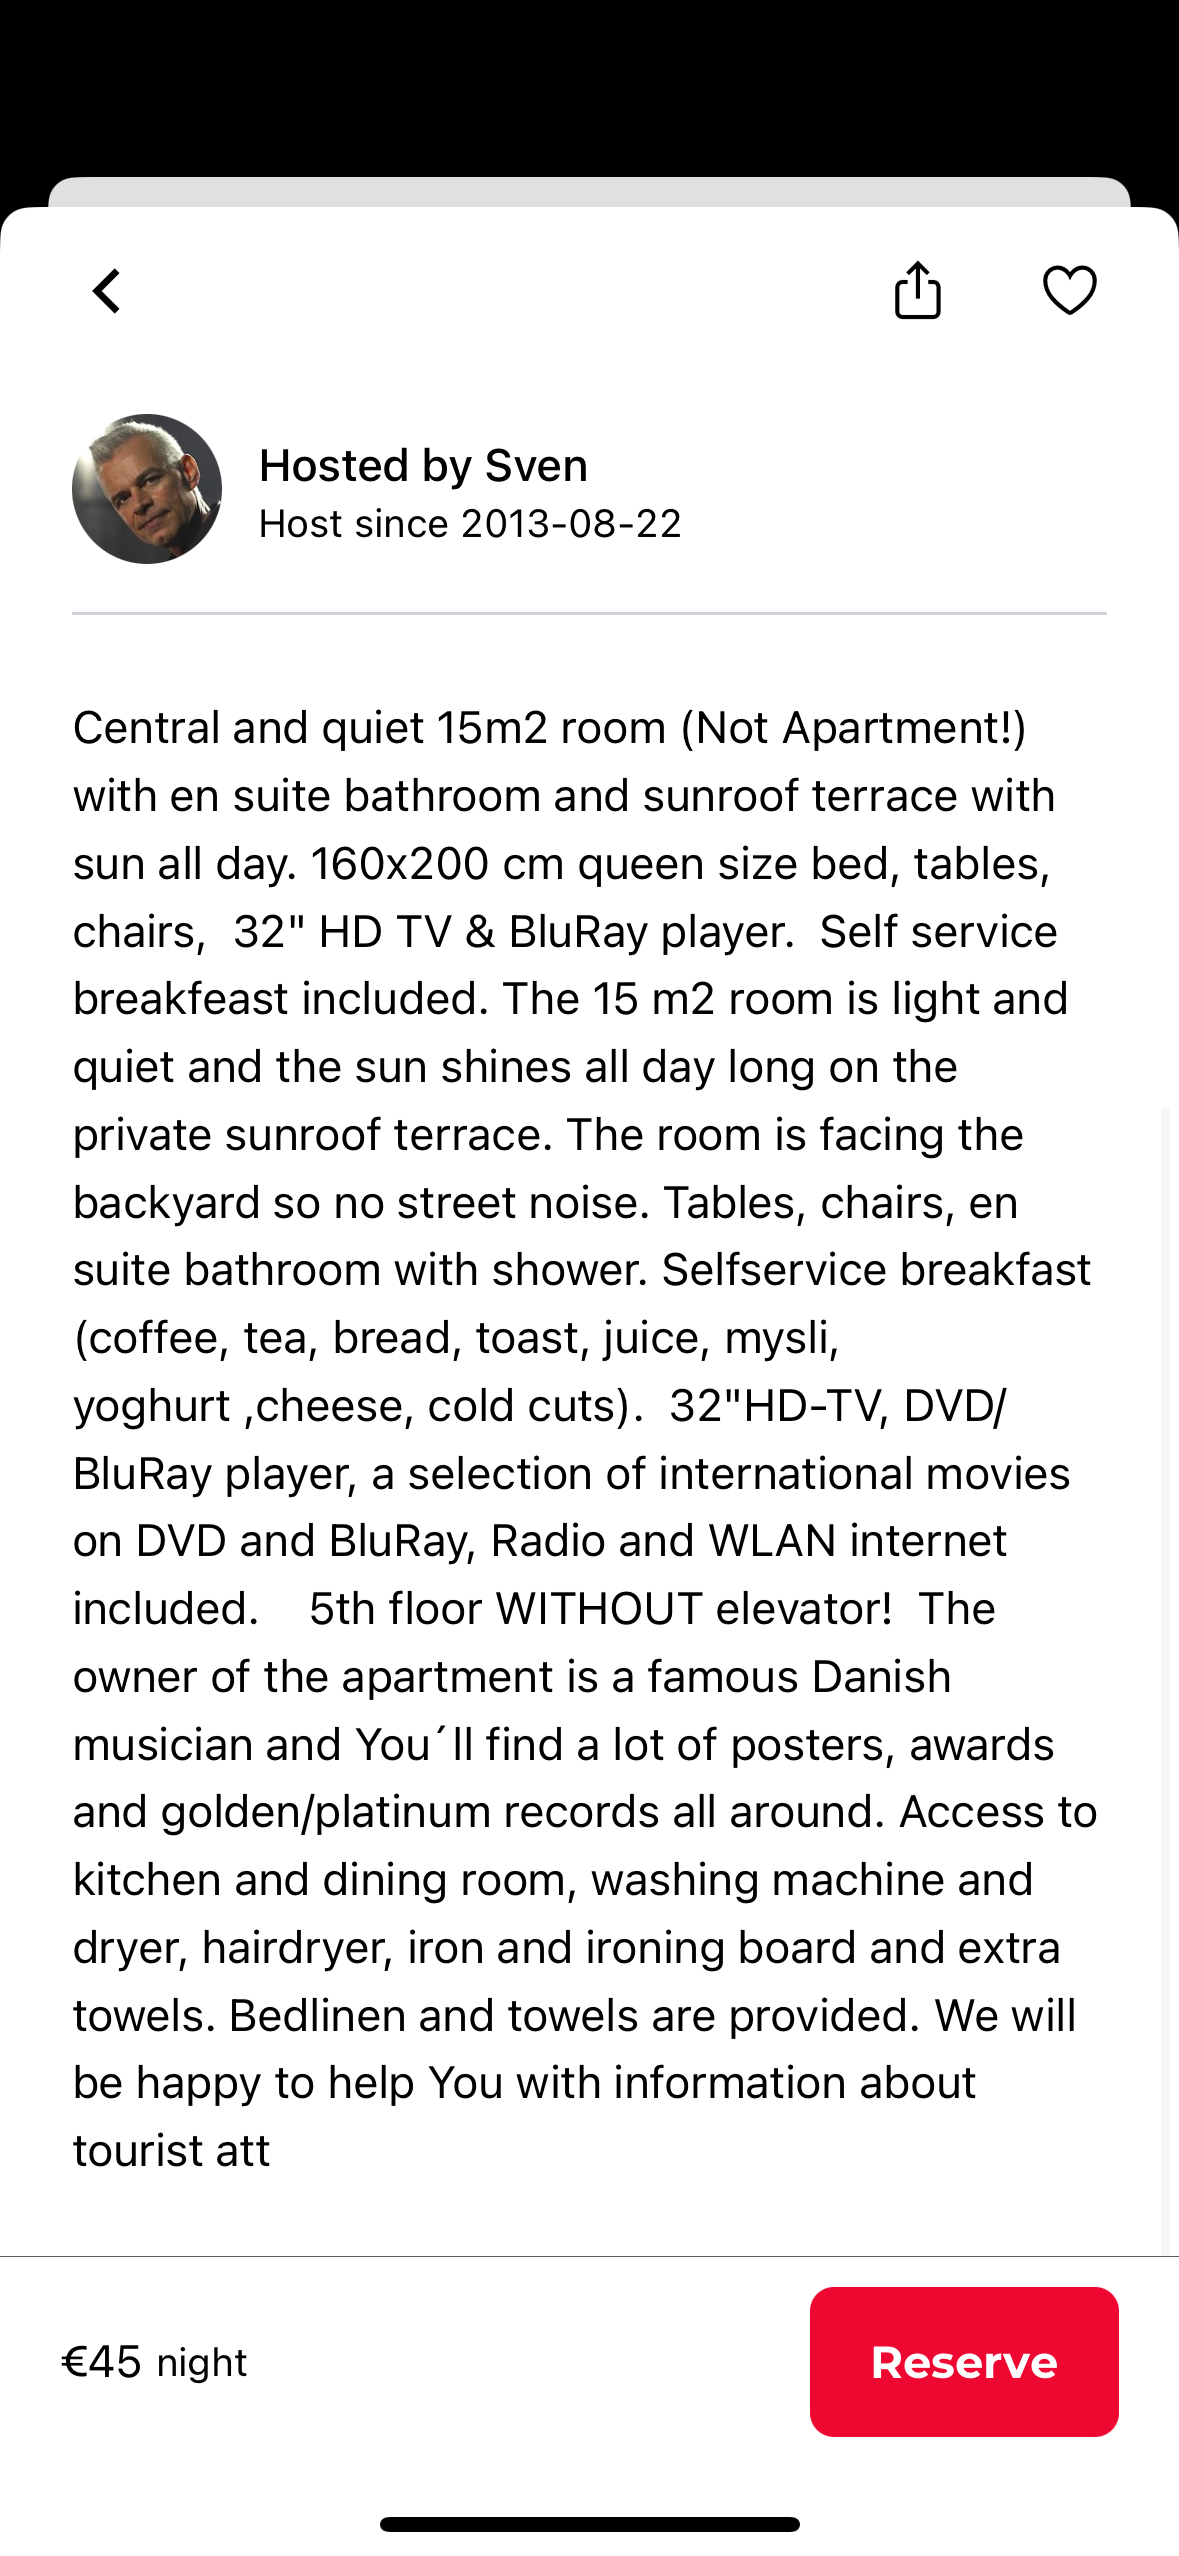 Hosted by Sven
Host since 2013-08-22
Central and quiet 15m2 room (Not Apartment!)
with en suite bathroom and sunroof terrace with
sun all day. 160x200 cm queen size bed, tables,
chairs,  32" HD TV & BluRay player.  Self service
breakfeast included. The 15 m2 room is light and
quiet and the sun shines all day long on the
private sunroof terrace. The room is facing the
backyard so no street noise. Tables, chairs, en
suite bathroom with shower. Selfservice breakfast
(coffee, tea, bread, toast, juice, mysli,
yoghurt ,cheese, cold cuts).  32"HD-TV, DVD/
BluRay player, a selection of international movies
on DVD and BluRay, Radio and WLAN internet
included.    5th floor WITHOUT elevator!  The
owner of the apartment is a famous Danish
musician and You´ll find a lot of posters, awards
and golden/platinum records all around. Access to
kitchen and dining room, washing machine and
dryer, hairdryer, iron and ironing board and extra
towels. Bedlinen and towels are provided. We will
be happy to help You with information about
tourist att
€45 night
Reserve